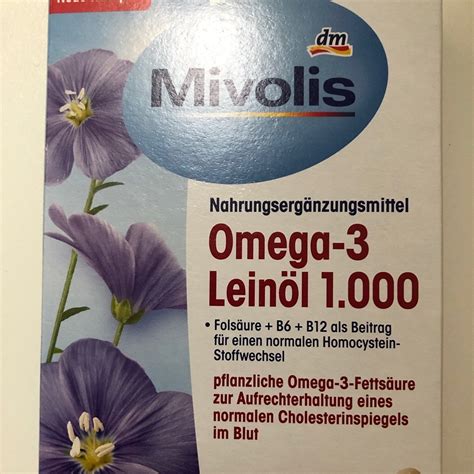 dm
Mivolis
Nahrungsergänzungsmittel
Omega-3
Leinöl 1.000
• Folsäure + B6 + B12 als Beitrag
für einen normalen Homocystein-
Stoffwechsel
pflanzliche Omega-3-Fettsäure
zur Aufrechterhaltung eines
normalen Cholesterinspiegels
im Blut